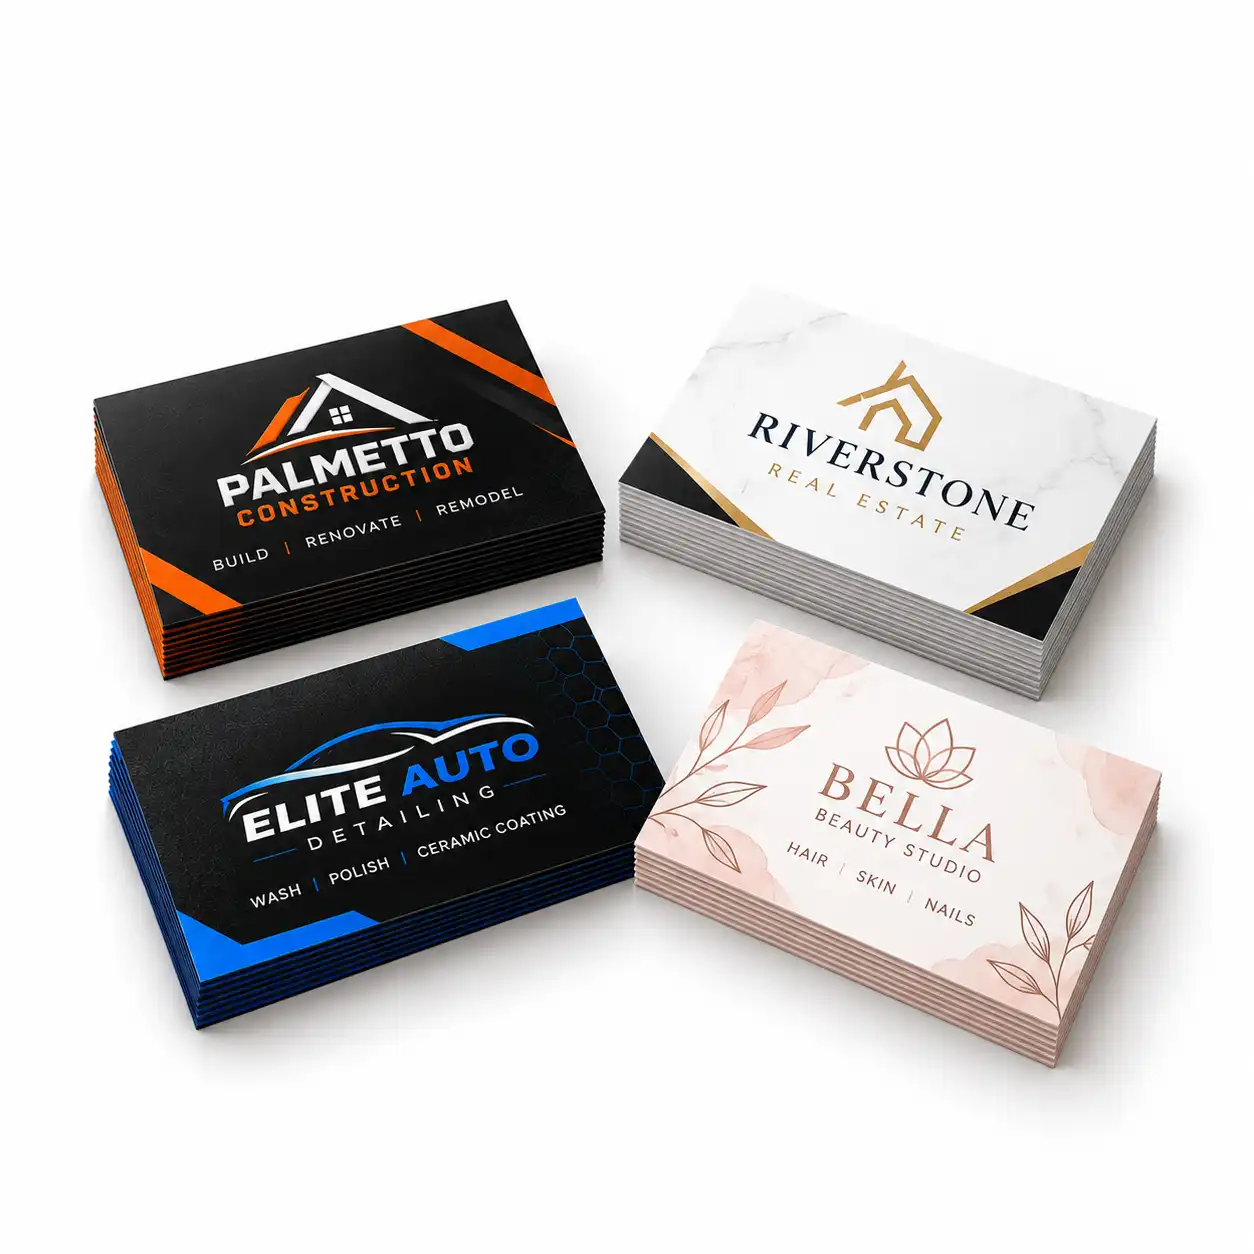 PALMETTO
CONSTRUCTION
BUILD | RENOVATE | REMODEL
RIVERSTONE
REAL ESTATE
ELITE AUTO
DETAILING
WASH | POLISH | CERAMIC COATING
BELLA
BEAUTY STUDIO
HAIR | SKIN | NAILS